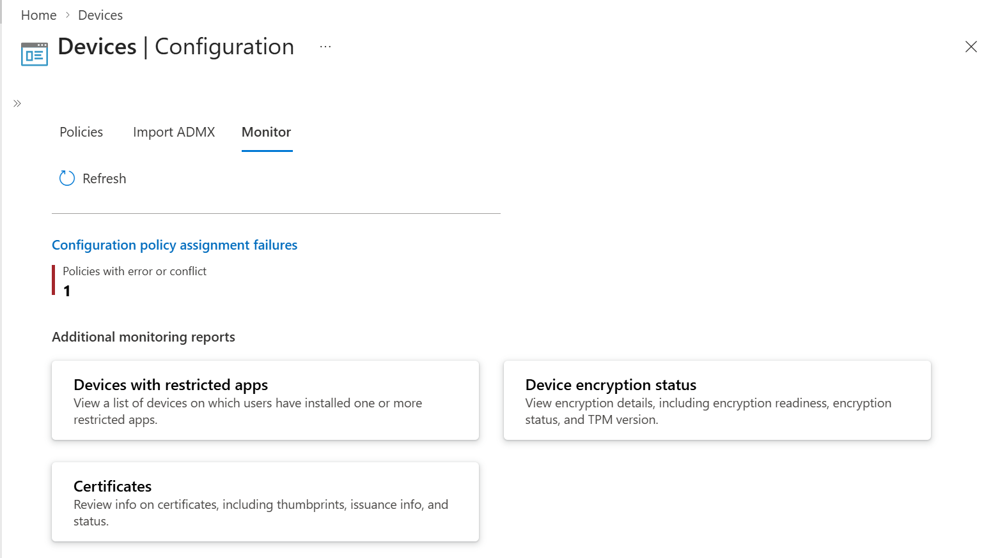 Home > Devices
Devices | Configuration ...
Policies Import ADMX Monitor
Refresh
Configuration policy assignment failures
Policies with error or conflict
1
Additional monitoring reports
Devices with restricted apps
View a list of devices on which users have installed one or more
restricted apps.
Device encryption status
View encryption details, including encryption readiness, encryption
status, and TPM version.
Certificates
Review info on certificates, including thumbprints, issuance info, and
status.